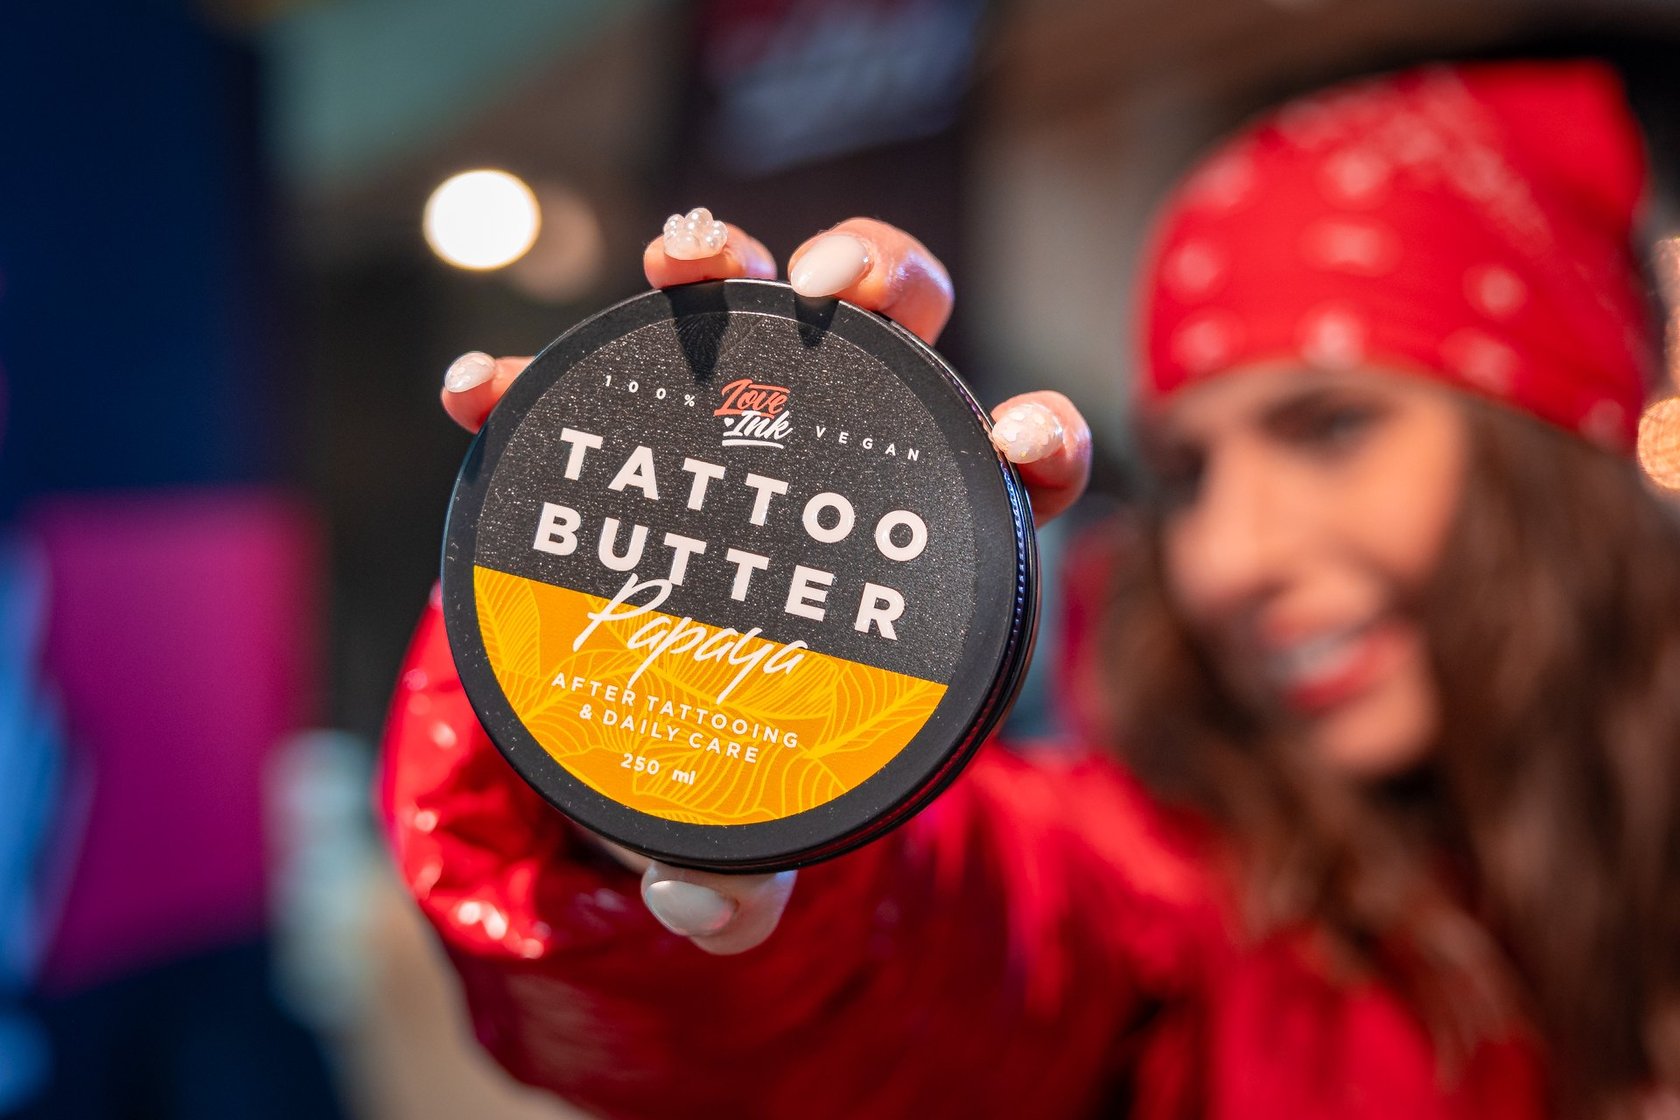 100% Love Ink VEGAN
TATTOO
BUTTER
Papaya
AFTER TATTOOING
& DAILY CARE
250 ml